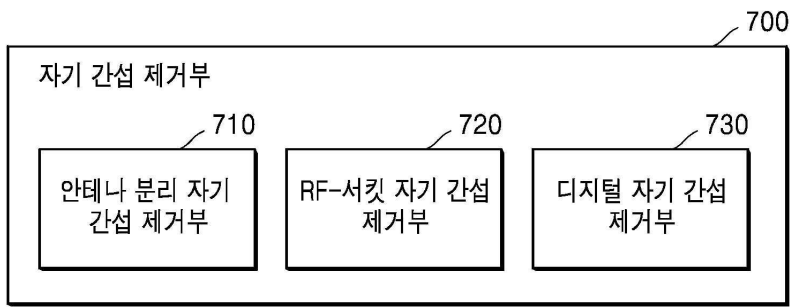 700
자기 간섭 제거부
710
720
730
안테나 분리 자기
간섭 제거부
RF-서킷 자기 간섭
제거부
디지털 자기 간섭
제거부